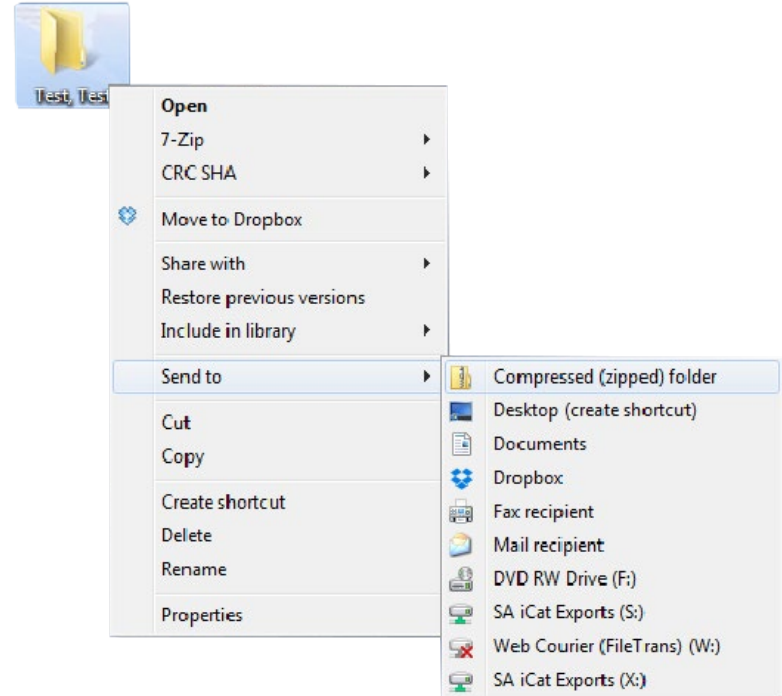 Test, Test
Open
7-Zip
CRC SHA
Move to Dropbox
Share with
Restore previous versions
Include in library
Send to
Cut
Copy
Create shortcut
Delete
Rename
Properties
Compressed (zipped) folder
Desktop (create shortcut)
Documents
Dropbox
Fax recipient
Mail recipient
DVD RW Drive (F:)
SA iCat Exports (S:)
Web Courier (FileTrans) (W:)
SA iCat Exports (X:)